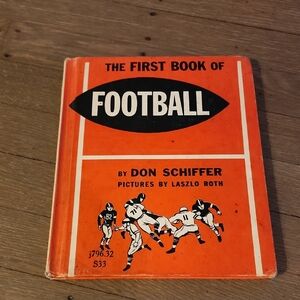 THE FIRST BOOK OF
FOOTBALL
BY DON SCHIFFER
PICTURES BY LASZLO ROTH
j796.32
S33